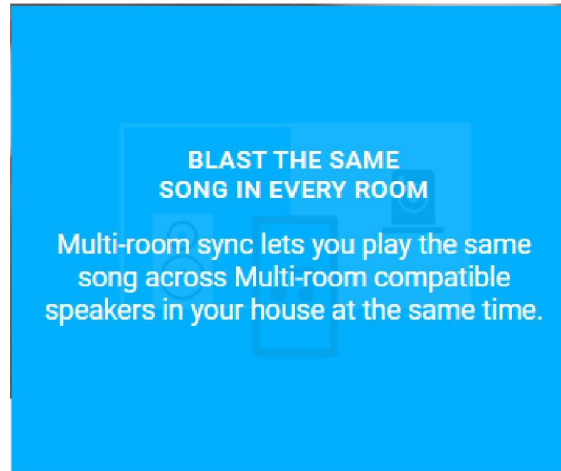 BLAST THE SAME
SONG IN EVERY ROOM
Multi-room sync lets you play the same
song across Multi-room compatible
speakers in your house at the same time.